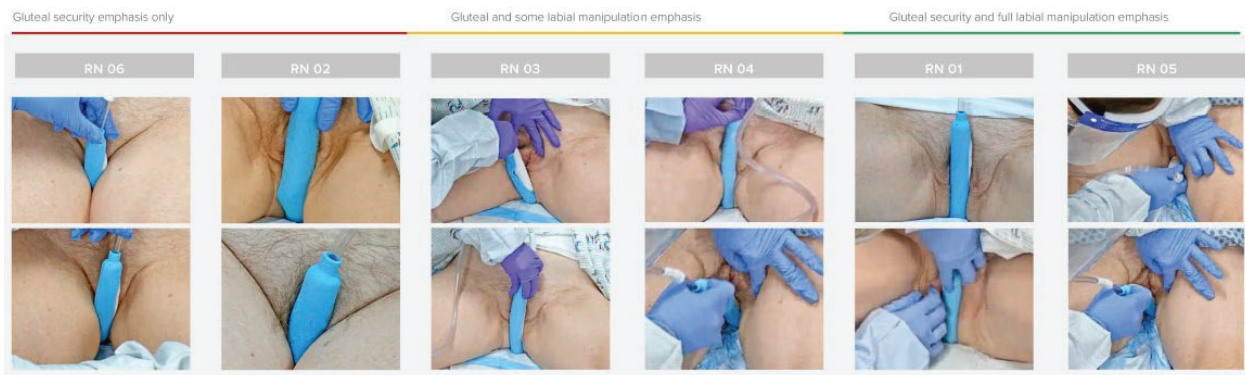 Gluteal security emphasis only
Gluteal and some labial manipulation emphasis
Gluteal security and full labial manipulation emphasis
RN 06
RN 02
RN 03
RN 04
RN 01
RN 05